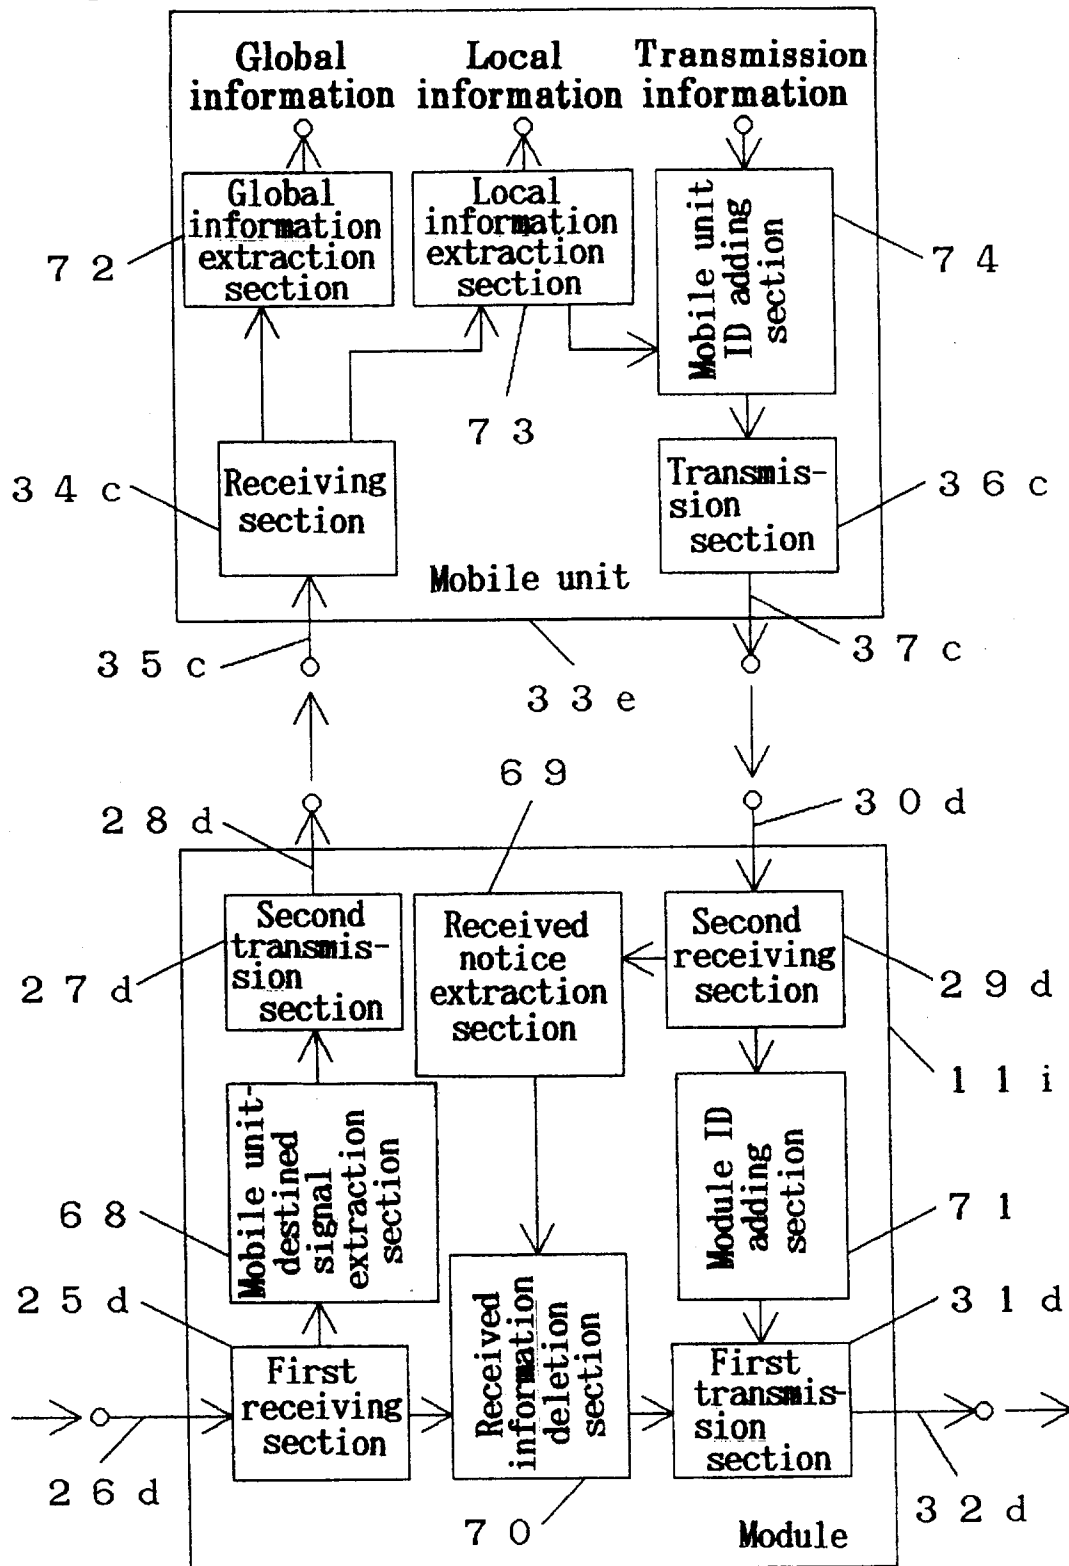 Global
information
Local
information
Transmission
information
Global
information
extraction
section
Local
information
extraction
section
Mobile unit
ID adding
section
7 2
7 3
7 4
Receiving
section
3 4 c
Transmis-
sion
section
3 6 c
Mobile unit
3 5 c
3 3 e
3 7 c
6 9
2 8 d
3 0 d
Second
transmis-
sion
section
2 7 d
Received
notice
extraction
section
Second
receiving
section
2 9 d
1 1 i
Mobile unit-
destined
signal
extraction
section
6 8
Module ID
adding
section
7 1
2 5 d
3 1 d
First
receiving
section
Received
information
deletion
section
First
transmis-
sion
section
2 6 d
7 0
3 2 d
Module